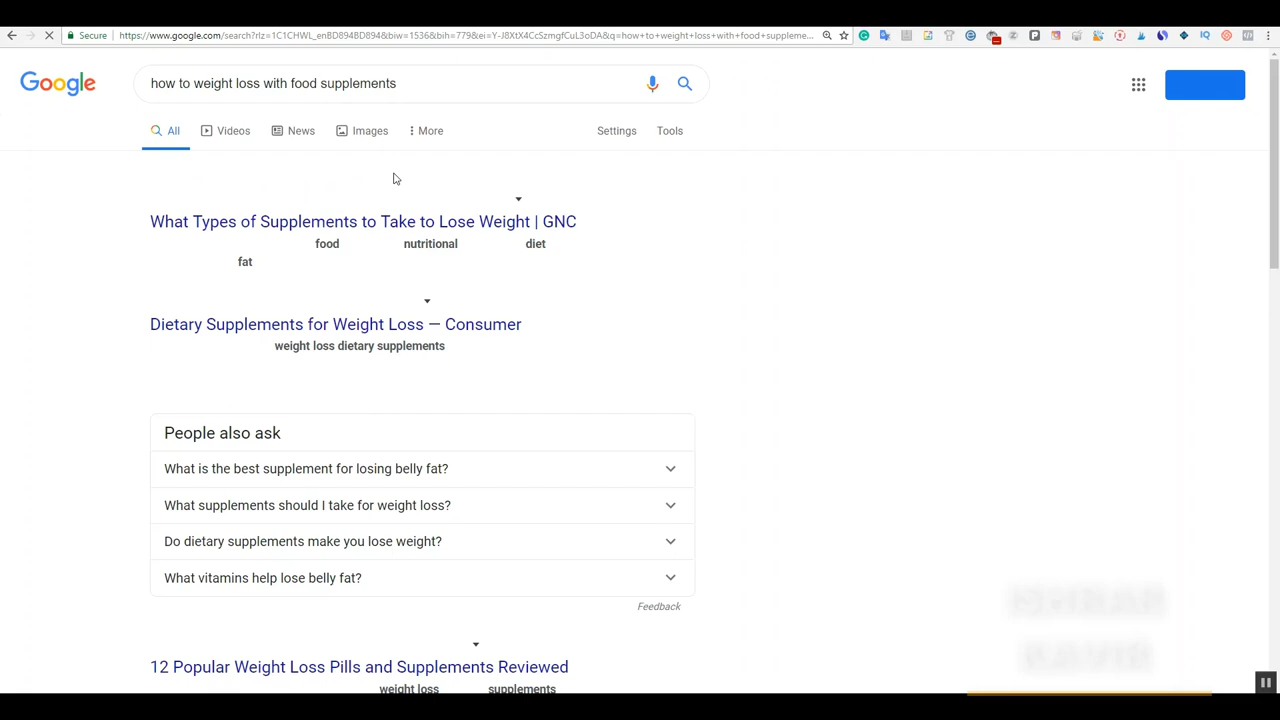 Secure https://www.google.com/search?rlz=1C1CHWL_enBD894BD894&biw=1536&bih=779&ei=Y-J8XtX4CcSzmgfCuL3oDA&q=how+to+weight+loss+with+food+suppleme...
Google how to weight loss with food supplements
All Videos News Images More Settings Tools
What Types of Supplements to Take to Lose Weight | GNC
food nutritional diet
fat
Dietary Supplements for Weight Loss — Consumer
weight loss dietary supplements
People also ask
What is the best supplement for losing belly fat?
What supplements should I take for weight loss?
Do dietary supplements make you lose weight?
What vitamins help lose belly fat?
Feedback
12 Popular Weight Loss Pills and Supplements Reviewed
weight loss supplements